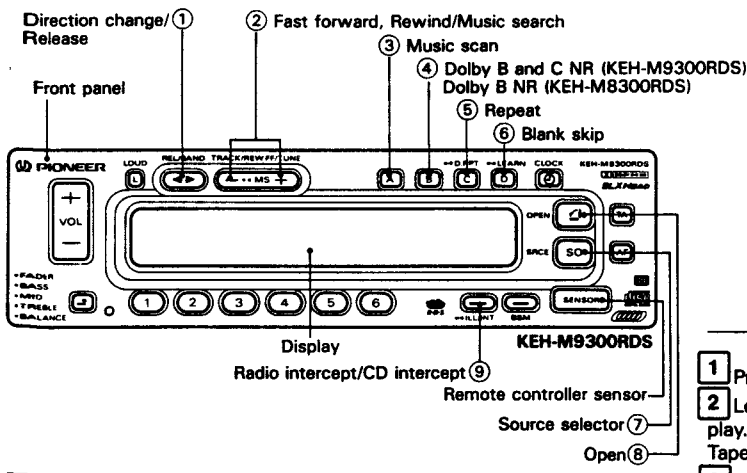 Direction change/ ①
Release
② Fast forward, Rewind/Music search
③ Music scan
④ Dolby B and C NR (KEH-M9300RDS)
Dolby B NR (KEH-M8300RDS)
⑤ Repeat
⑥ Blank skip
Front panel
PIONEER
LOUD
REL/BAND
TRACK/REW FF/TUNE
D.RPT
LEARN
CLOCK
KEH-M9300RDS
L
MS
A
B
C
D
+
VOL
−
OPEN
TA
SRCE
SO
AF
•FADER
•BASS
•MID
•TREBLE
•BALANCE
1 2 3 4 5 6
RDS
BSM
SENSOR
KEH-M9300RDS
Display
Radio intercept/CD intercept ⑨
Remote controller sensor
Source selector ⑦
Open ⑧
1 P
2 L
play.
Tape